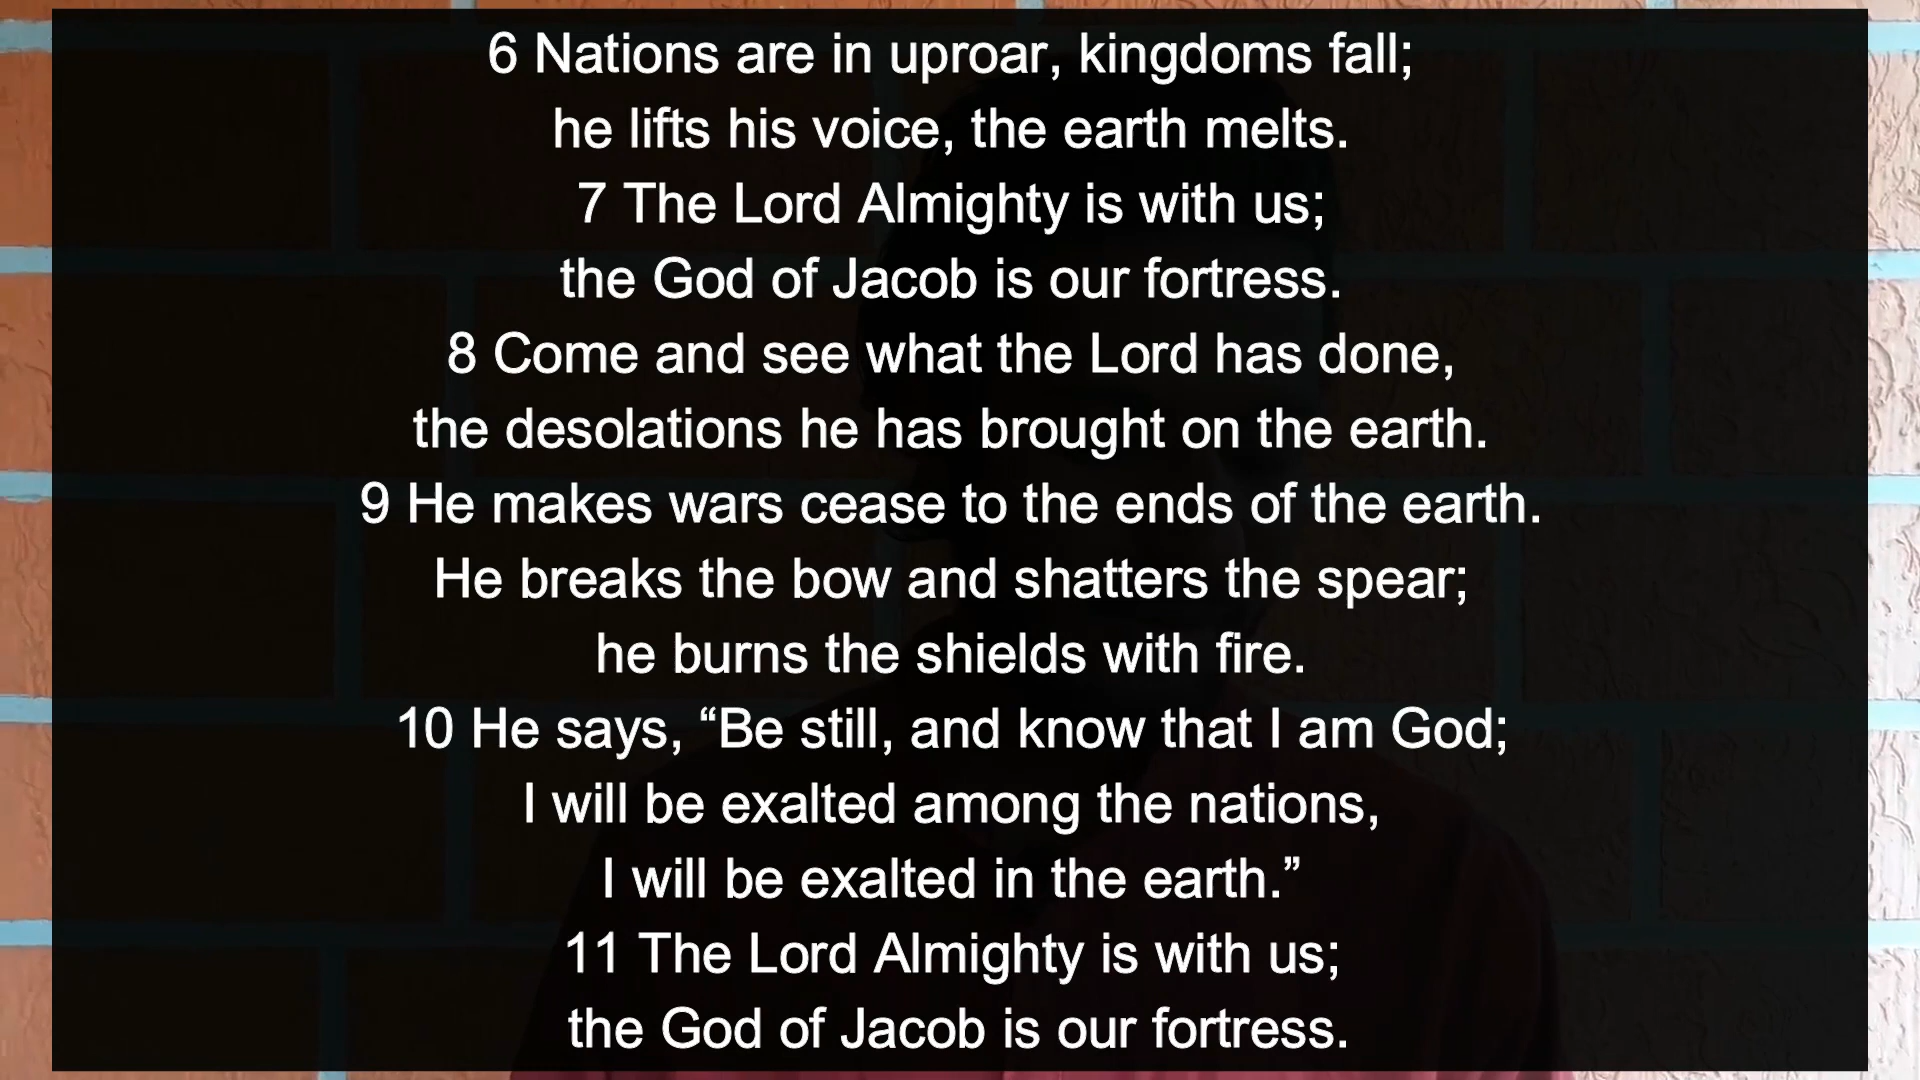 6 Nations are in uproar, kingdoms fall;
he lifts his voice, the earth melts.
7 The Lord Almighty is with us;
the God of Jacob is our fortress.
8 Come and see what the Lord has done,
the desolations he has brought on the earth.
9 He makes wars cease to the ends of the earth.
He breaks the bow and shatters the spear;
he burns the shields with fire.
10 He says, “Be still, and know that I am God;
I will be exalted among the nations,
I will be exalted in the earth.”
11 The Lord Almighty is with us;
the God of Jacob is our fortress.